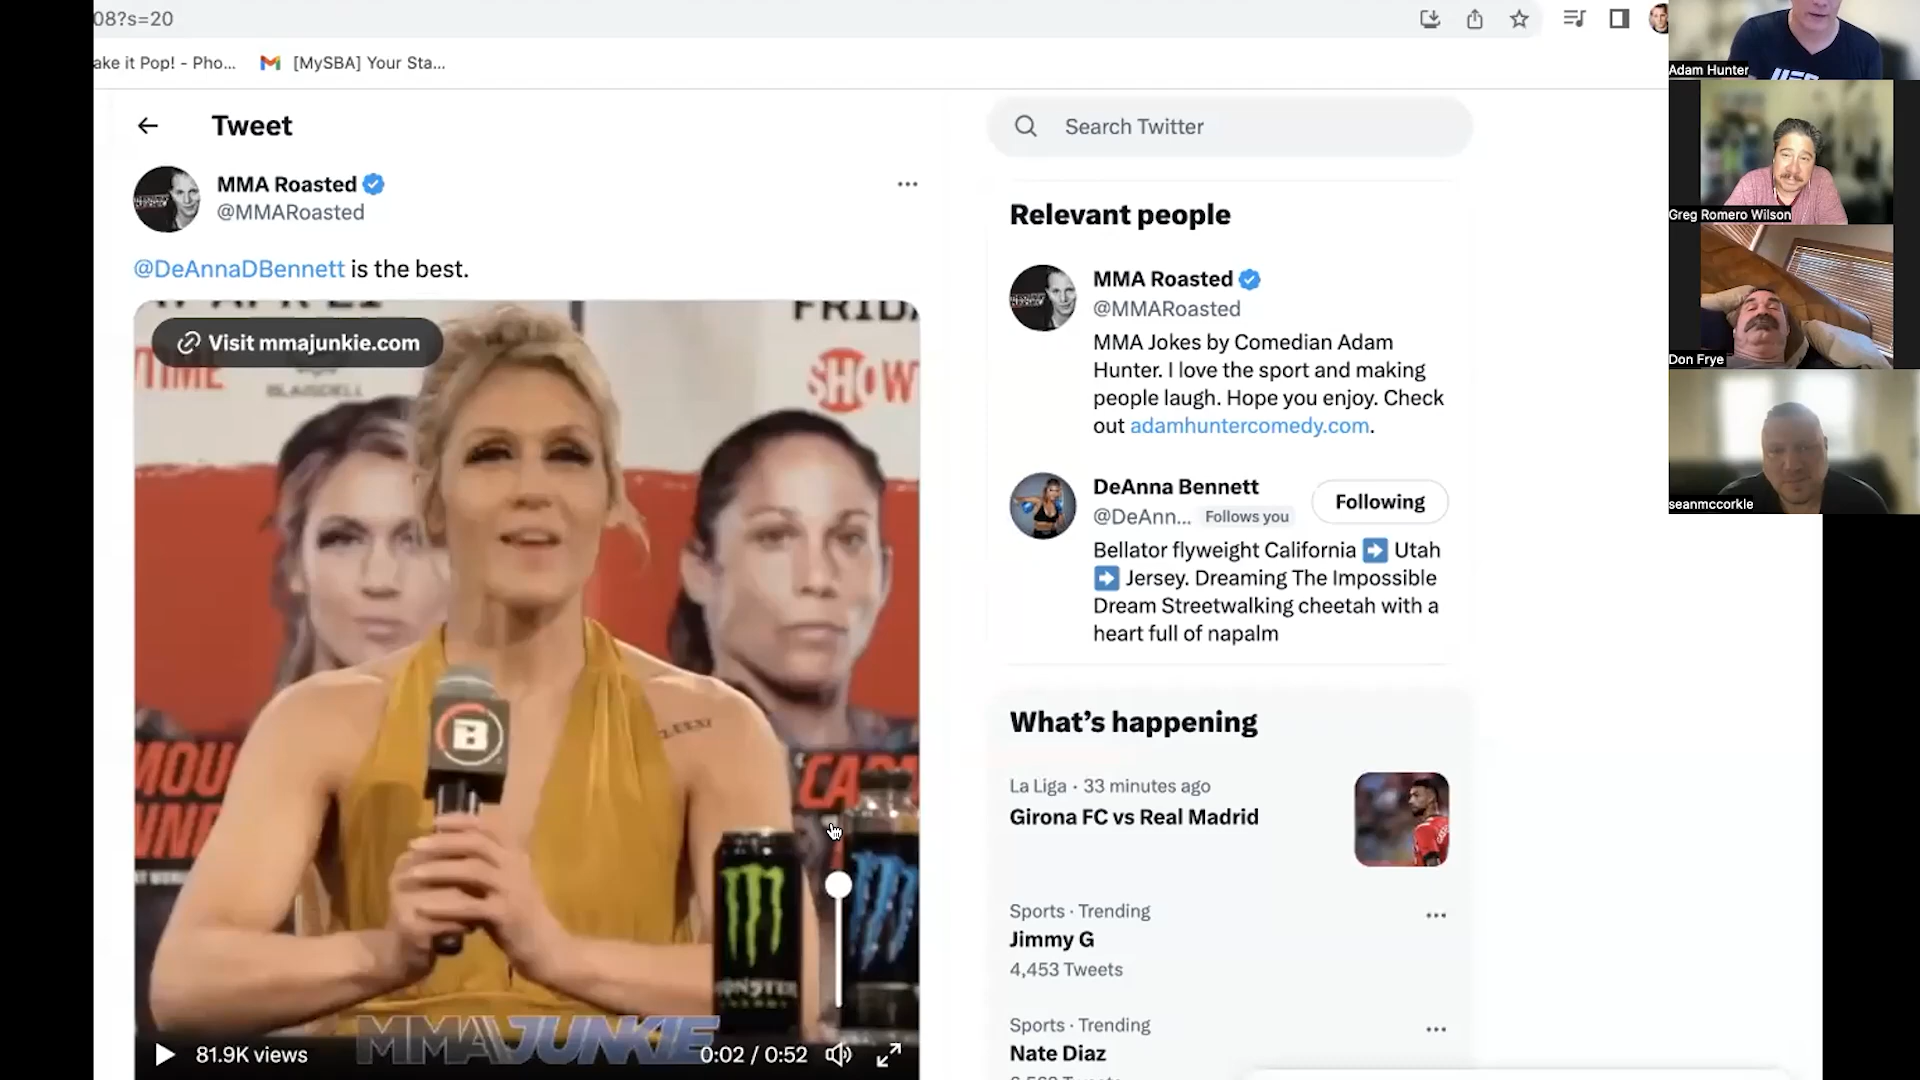 08?s=20
ake it Pop! - Pho...
[MySBA] Your Sta...
Tweet
Search Twitter
MMA Roasted
@MMARoasted
@DeAnnaDBennett is the best.
Visit mmajunkie.com
FRID
TIME
BLAISDELL
SHOW
B
MONSTER
ENERGY
MMAJUNKIE
81.9K views
0:02 / 0:52
Relevant people
MMA Roasted
@MMARoasted
MMA Jokes by Comedian Adam
Hunter. I love the sport and making
people laugh. Hope you enjoy. Check
out adamhuntercomedy.com.
DeAnna Bennett
@DeAnn... Follows you
Following
Bellator flyweight California ➡️ Utah
➡️ Jersey. Dreaming The Impossible
Dream Streetwalking cheetah with a
heart full of napalm
What's happening
La Liga · 33 minutes ago
Girona FC vs Real Madrid
Sports · Trending
Jimmy G
4,453 Tweets
Sports · Trending
Nate Diaz
Adam Hunter
UFC
Greg Romero Wilson
Don Frye
seanmccorkle